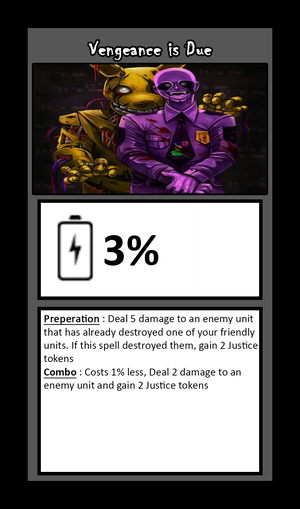 Vengeance is Due
3%
Preperation : Deal 5 damage to an enemy unit
that has already destroyed one of your friendly
units. If this spell destroyed them, gain 2 Justice
tokens
Combo : Costs 1% less, Deal 2 damage to an
enemy unit and gain 2 Justice tokens